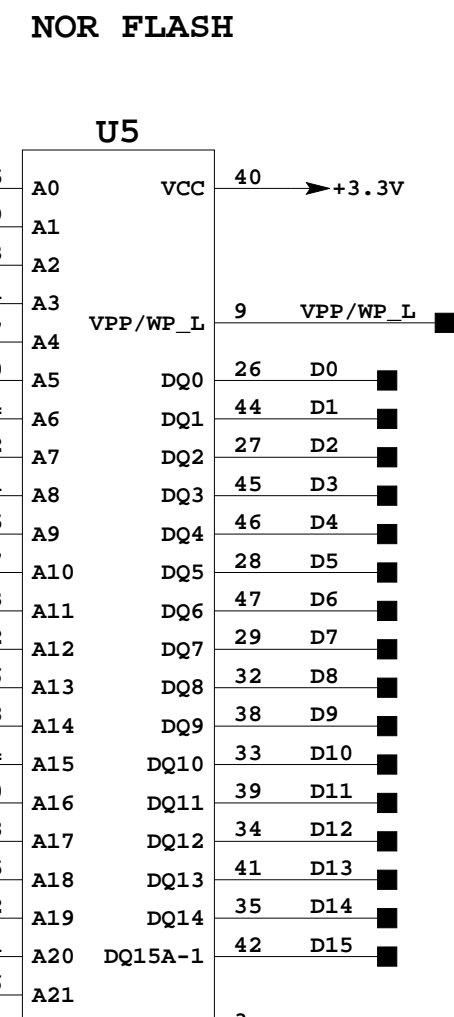 NOR FLASH
U5
A0 VCC 40 +3.3V
A1
A2
A3
VPP/WP_L 9 VPP/WP_L
A4
A5 DQ0 26 D0
A6 DQ1 44 D1
A7 DQ2 27 D2
A8 DQ3 45 D3
A9 DQ4 46 D4
A10 DQ5 28 D5
A11 DQ6 47 D6
A12 DQ7 29 D7
A13 DQ8 32 D8
A14 DQ9 38 D9
A15 DQ10 33 D10
A16 DQ11 39 D11
A17 DQ12 34 D12
A18 DQ13 41 D13
A19 DQ14 35 D14
A20 DQ15A-1 42 D15
A21